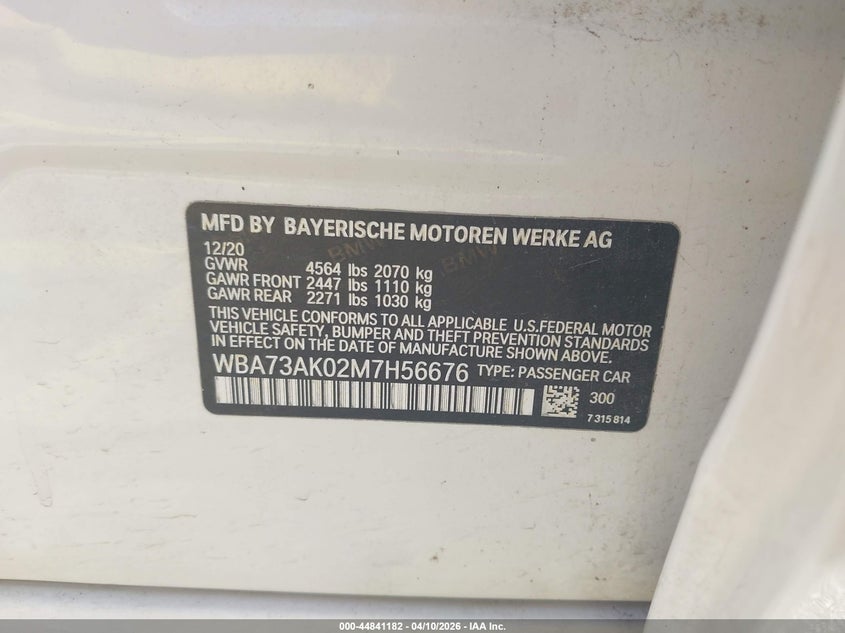 MFD BY BAYERISCHE MOTOREN WERKE AG
12/20
GVWR 4564 lbs 2070 kg
GAWR FRONT 2447 lbs 1110 kg
GAWR REAR 2271 lbs 1030 kg
THIS VEHICLE CONFORMS TO ALL APPLICABLE U.S.FEDERAL MOTOR
VEHICLE SAFETY, BUMPER AND THEFT PREVENTION STANDARDS
IN EFFECT ON THE DATE OF MANUFACTURE SHOWN ABOVE.
WBA73AK02M7H56676 TYPE: PASSENGER CAR
300
7 315 814
BMW
BMW
000-44841182 - 04/10/2026 - IAA Inc.